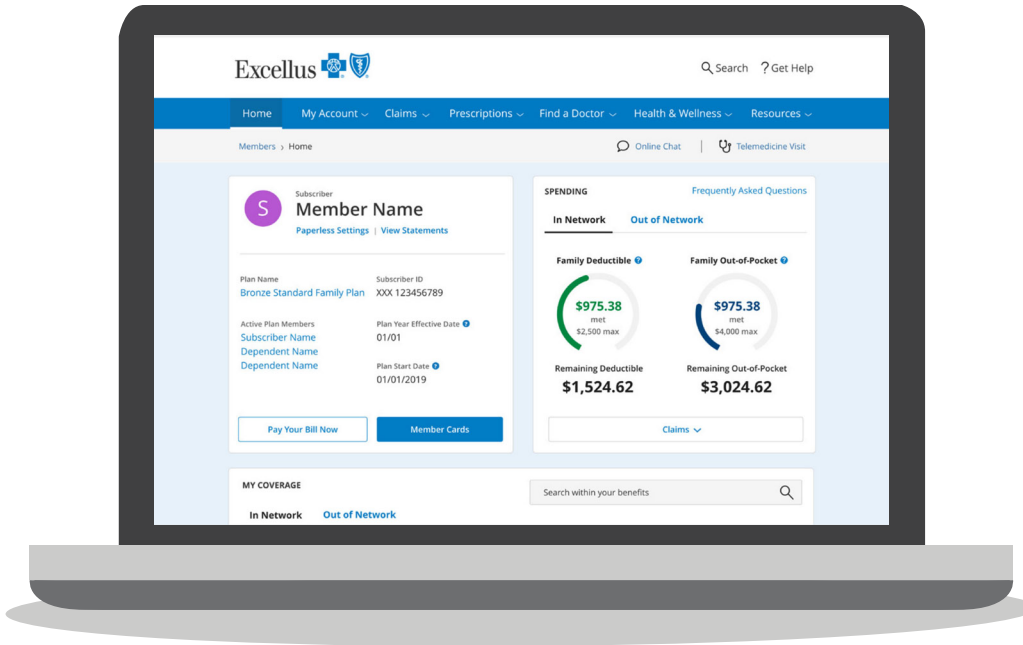 Excellus
Search ? Get Help
Home My Account Claims Prescriptions Find a Doctor Health & Wellness Resources
Members > Home
Online Chat | Telemedicine Visit
S
Subscriber
Member Name
Paperless Settings | View Statements
Plan Name
Bronze Standard Family Plan
Subscriber ID
XXX 123456789
Active Plan Members
Subscriber Name
Dependent Name
Dependent Name
Plan Year Effective Date ?
01/01
Plan Start Date ?
01/01/2019
Pay Your Bill Now
Member Cards
SPENDING
Frequently Asked Questions
In Network Out of Network
Family Deductible ?
$975.38
met
$2,500 max
Remaining Deductible
$1,524.62
Family Out-of-Pocket ?
$975.38
met
$4,000 max
Remaining Out-of-Pocket
$3,024.62
Claims
MY COVERAGE
Search within your benefits
In Network Out of Network